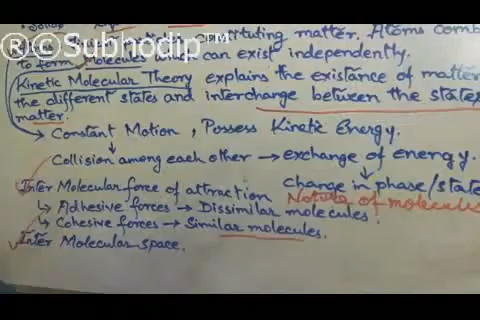 constituting matter. Atoms comb
®©Subhodip™
to form Molecules which can exist independently.
Kinetic Molecular Theory explains the existance of matter
the different states and interchange between the states
matter.
Constant Motion, Possess Kinetic Energy.
Collision among each other → exchange of energy.
Inter Molecular force of attraction change in phase/state
↳ Adhesive forces → Dissimilar molecules. Nature of molecule
↳ Cohesive forces → Similar molecules.
Inter Molecular space.